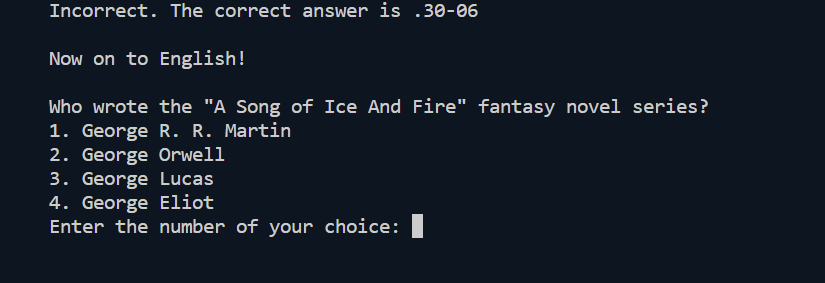 Incorrect. The correct answer is .30-06
Now on to English!
Who wrote the "A Song of Ice And Fire" fantasy novel series?
1. George R. R. Martin
2. George Orwell
3. George Lucas
4. George Eliot
Enter the number of your choice: